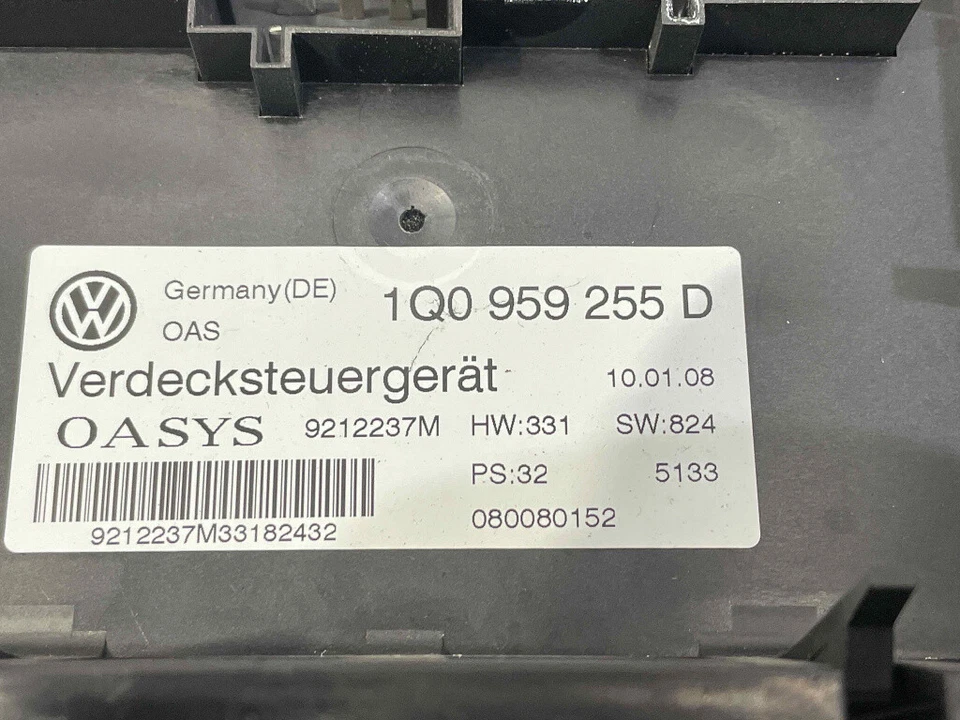 Germany(DE) 1Q0 959 255 D
OAS
Verdecksteuergerät 10.01.08
OASYS 9212237M HW:331 SW:824
PS:32 5133
9212237M33182432 080080152